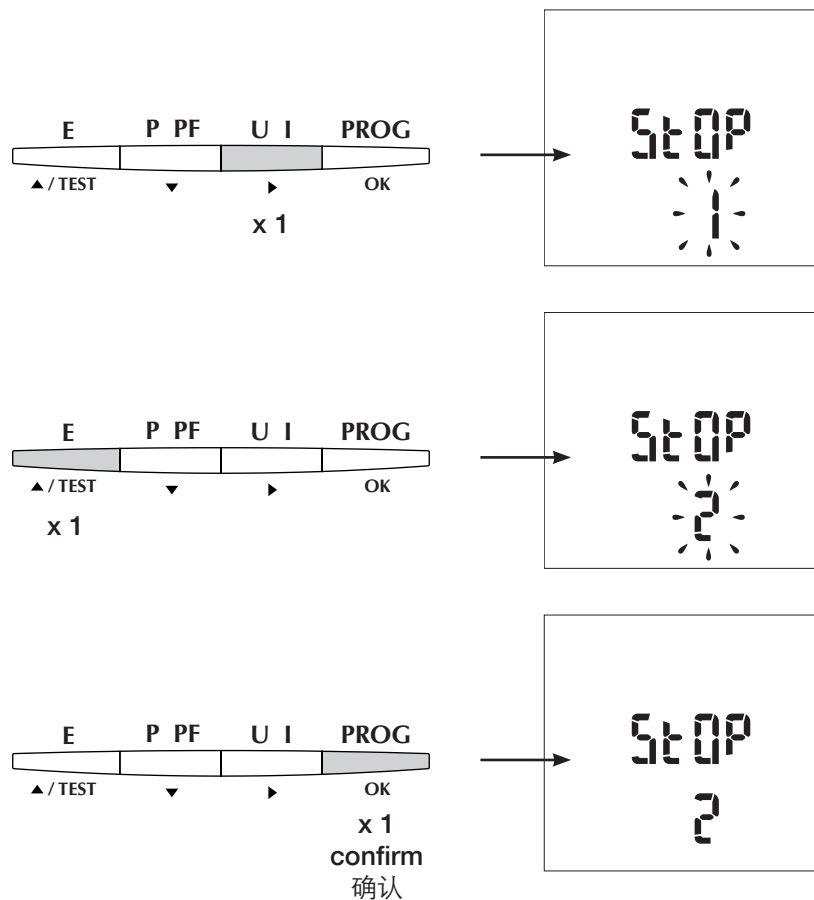 E P PF U I PROG
▲ / TEST ▼ ▶ OK
x 1
StOP
1
E P PF U I PROG
▲ / TEST ▼ ▶ OK
x 1
StOP
2
E P PF U I PROG
▲ / TEST ▼ ▶ OK
x 1
confirm
确认
StOP
2